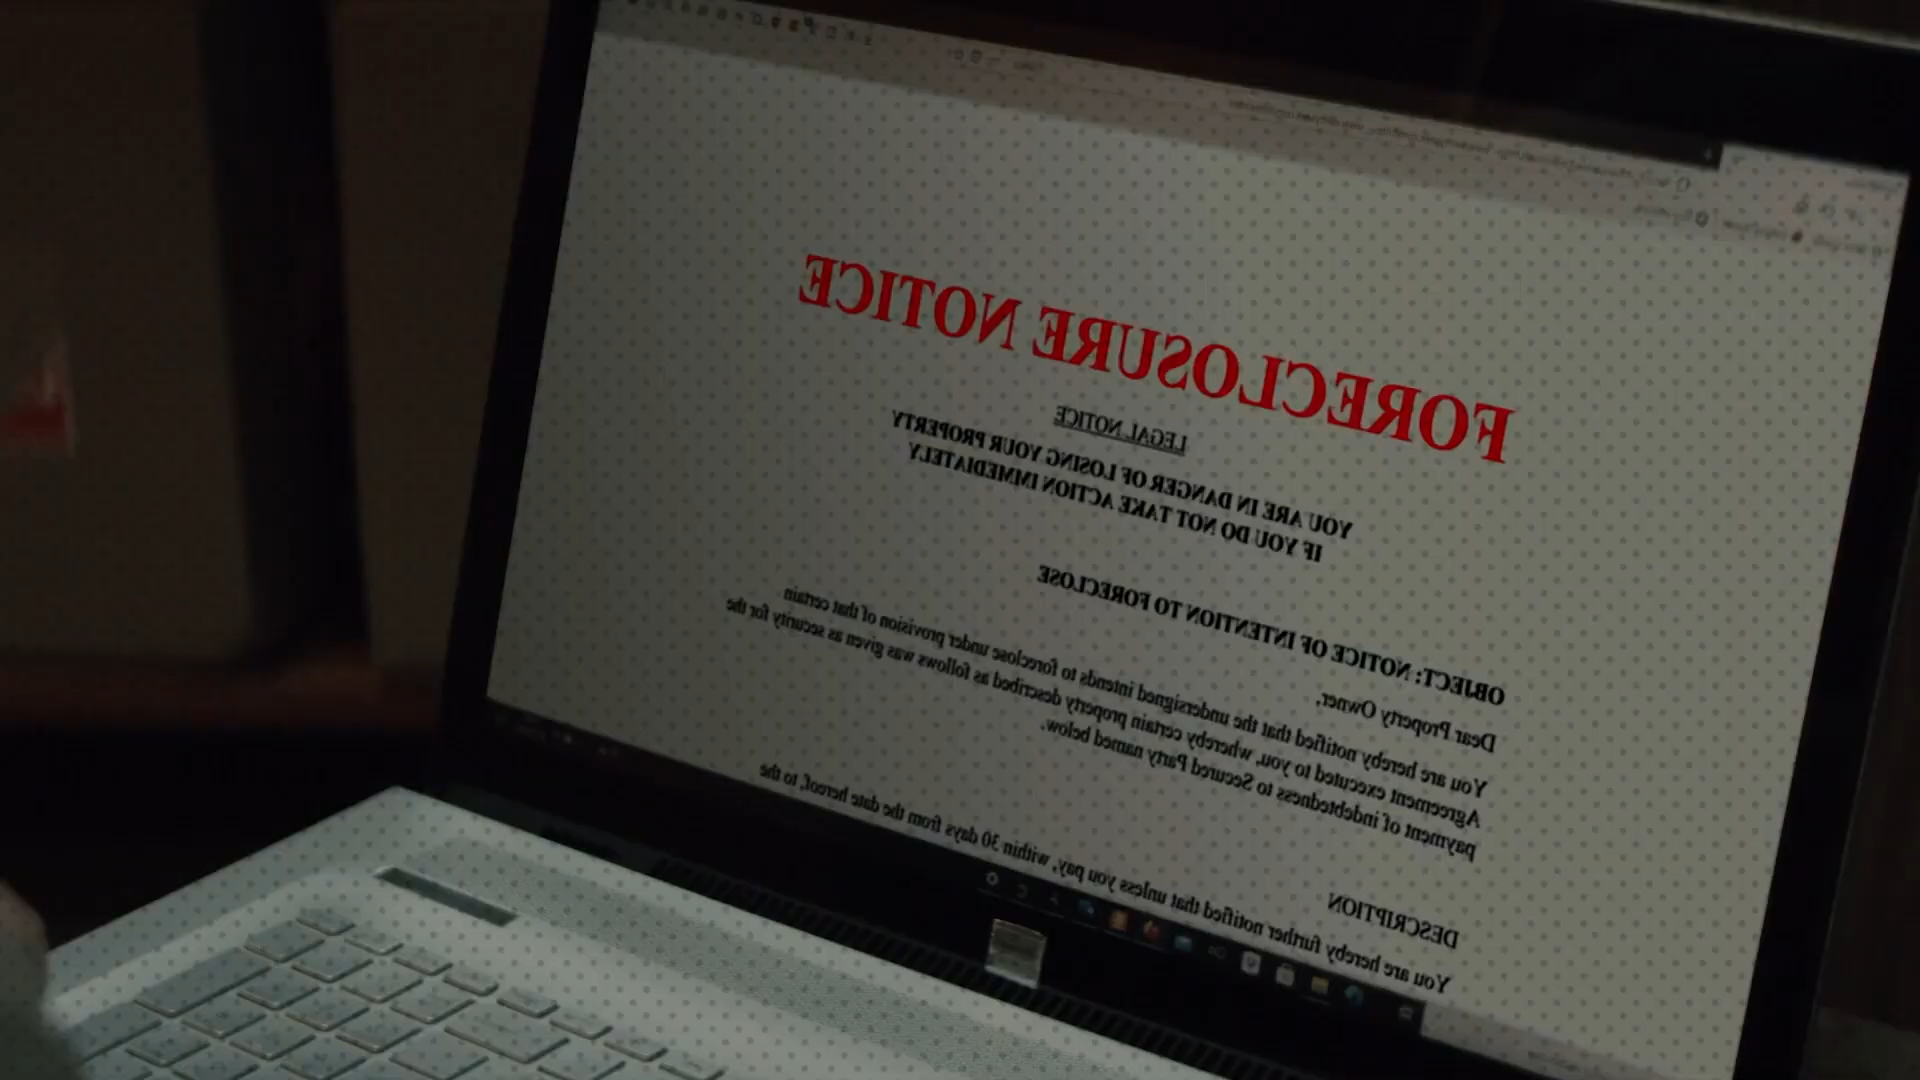 FORECLOSURE NOTICE
LEGAL NOTICE
YOU ARE IN DANGER OF LOSING YOUR PROPERTY
IF YOU DO NOT TAKE ACTION IMMEDIATELY
OBJECT: NOTICE OF INTENTION TO FORECLOSE
Dear Property Owner,
You are hereby notified that the undersigned intends to foreclose under provision of that certain
Agreement executed to you, whereby certain property described as follows was given as security for the
payment of indebtedness to Secured Party named below.
DESCRIPTION
You are hereby further notified that unless you pay, within 30 days from the date hereof, to the